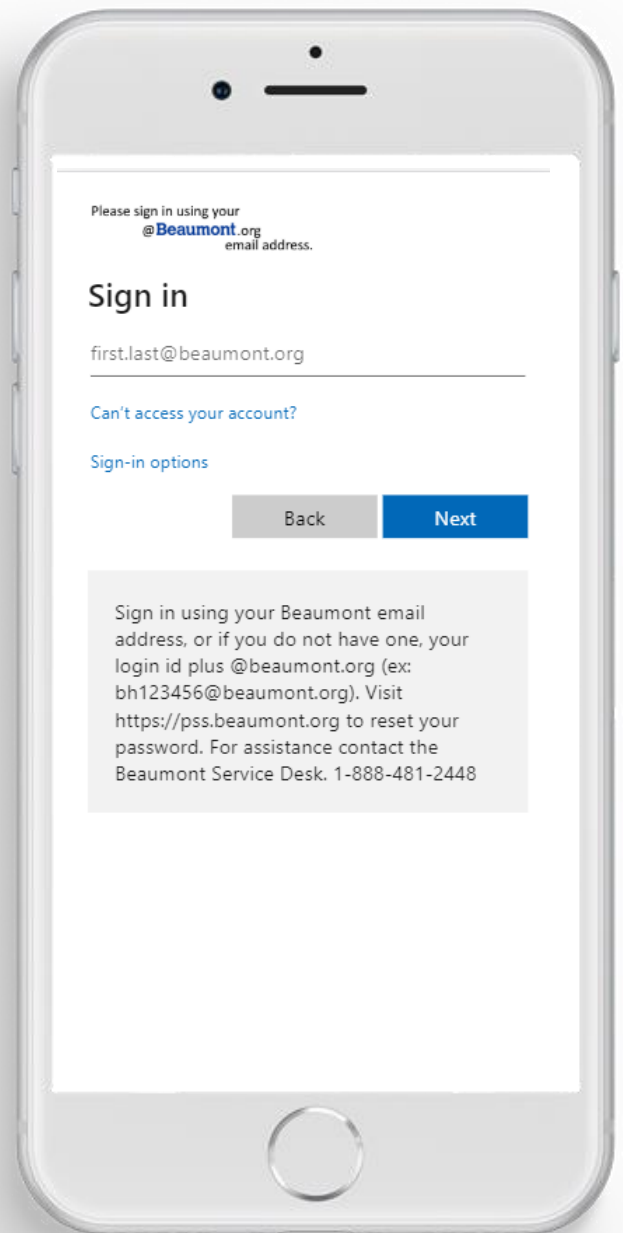 Please sign in using your
@Beaumont.org
email address.
Sign in
first.last@beaumont.org
Can't access your account?
Sign-in options
Back Next
Sign in using your Beaumont email
address, or if you do not have one, your
login id plus @beaumont.org (ex:
bh123456@beaumont.org). Visit
https://pss.beaumont.org to reset your
password. For assistance contact the
Beaumont Service Desk. 1-888-481-2448